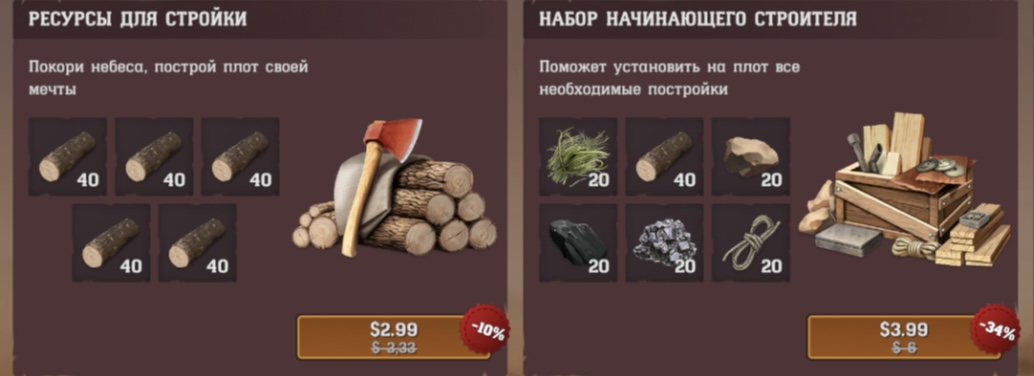 РЕСУРСЫ ДЛЯ СТРОЙКИ
Покори небеса, построй плот своей
мечты
40
40
40
40
40
$2.99
$ 3,33
-10%
НАБОР НАЧИНАЮЩЕГО СТРОИТЕЛЯ
Поможет установить на плот все
необходимые постройки
20
40
20
20
20
20
$3.99
$ 6
-34%